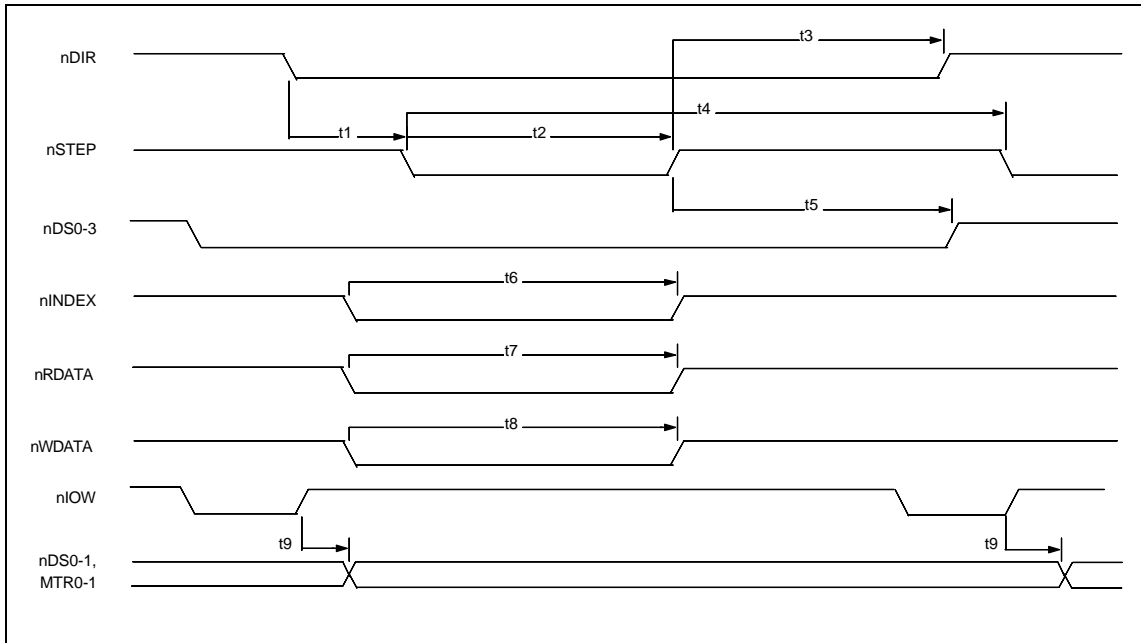 t3
nDIR
t4
t1
t2
nSTEP
t5
nDS0-3
t6
nINDEX
t7
nRDATA
t8
nWDATA
nIOW
t9
t9
nDS0-1,
MTR0-1